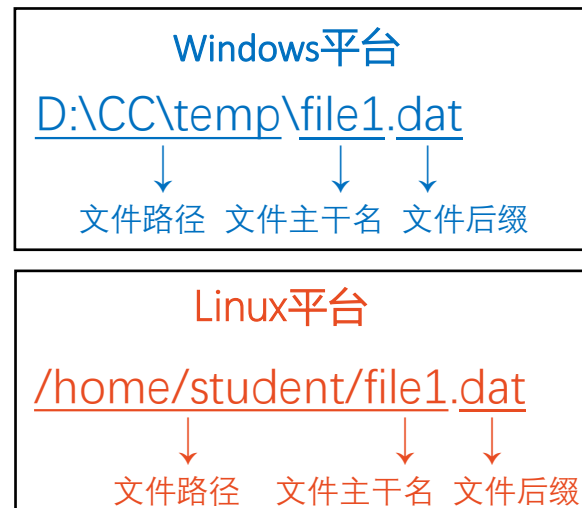 Windows平台
D:\CC\temp\file1.dat
文件路径 文件主干名 文件后缀
Linux平台
/home/student/file1.dat
文件路径 文件主干名 文件后缀